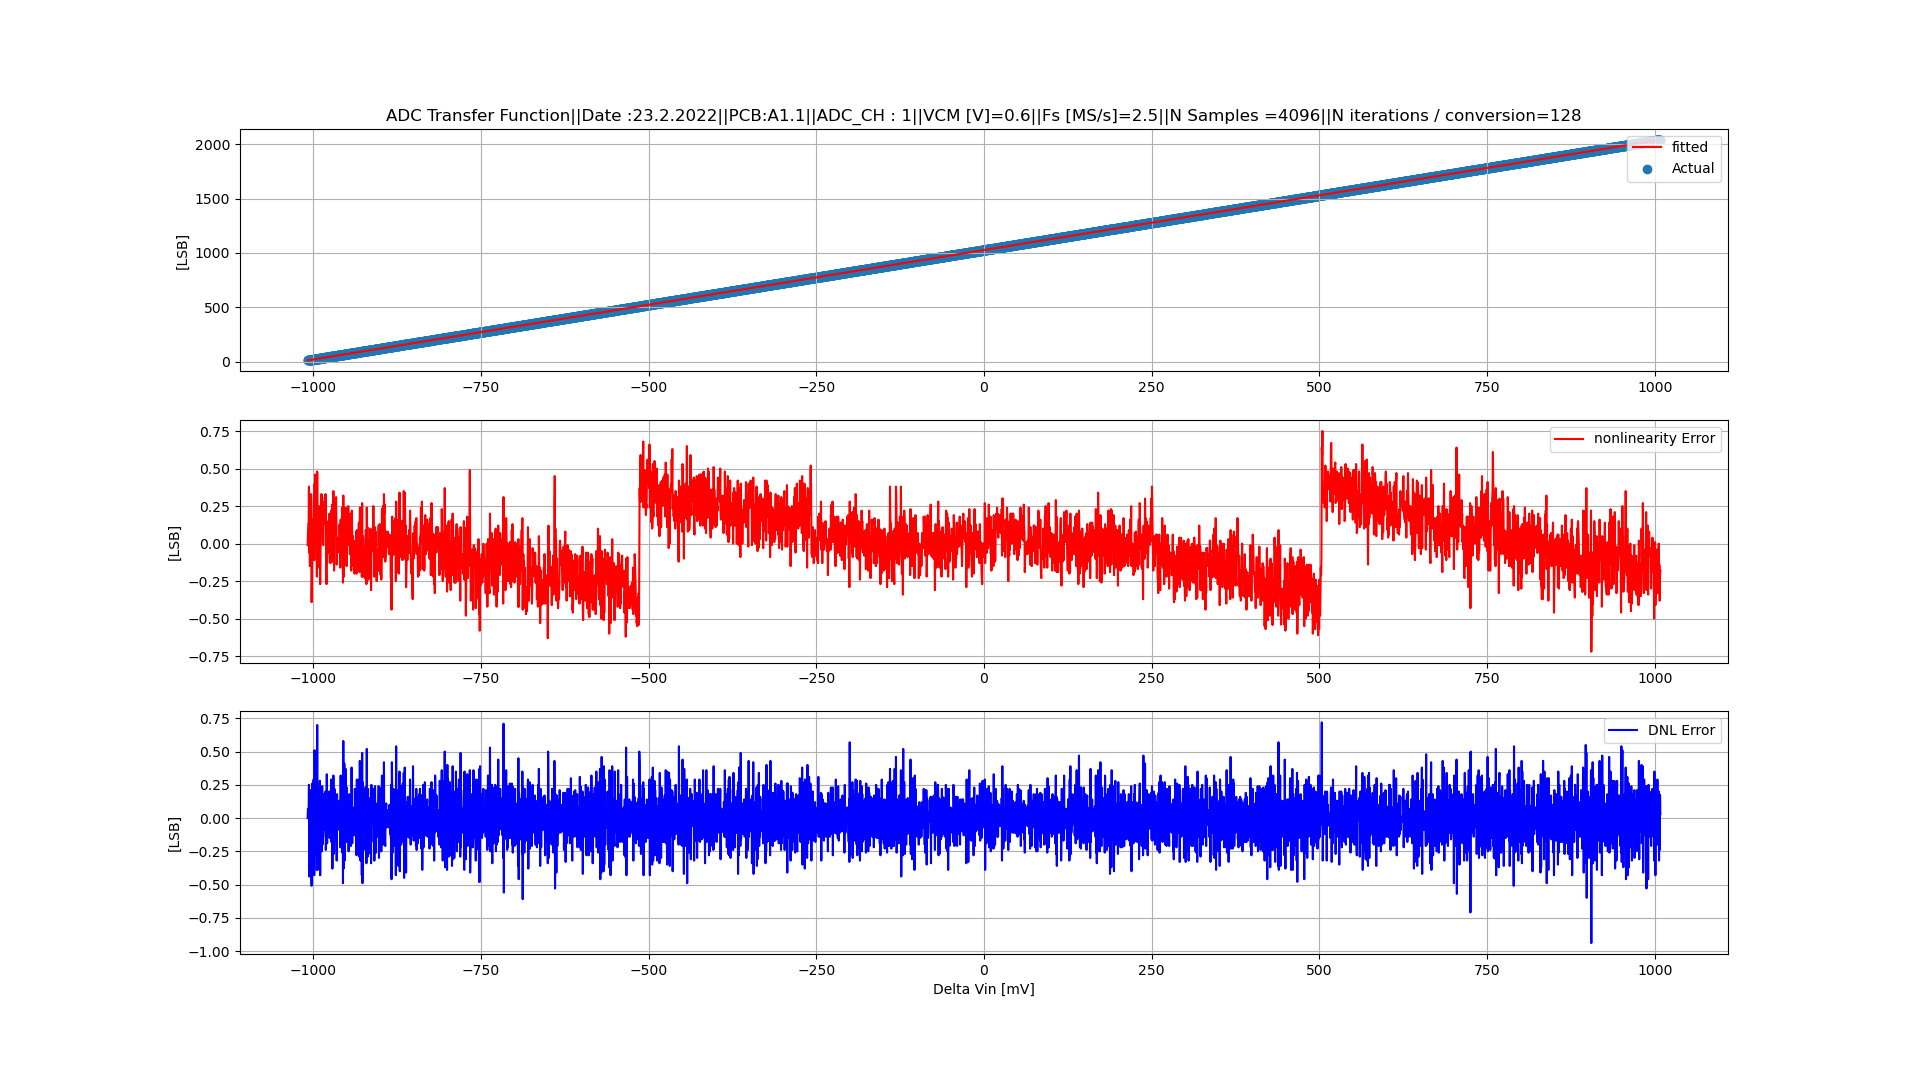 ADC Transfer Function||Date :23.2.2022||PCB:A1.1||ADC_CH : 1||VCM [V]=0.6||Fs [MS/s]=2.5||N Samples =4096||N iterations / conversion=128
2000
1500
1000
500
0
[LSB]
fitted
Actual
−1000 −750 −500 −250 0 250 500 750 1000
0.75
0.50
0.25
0.00
−0.25
−0.50
−0.75
[LSB]
nonlinearity Error
−1000 −750 −500 −250 0 250 500 750 1000
0.75
0.50
0.25
0.00
−0.25
−0.50
−0.75
−1.00
[LSB]
DNL Error
−1000 −750 −500 −250 0 250 500 750 1000
Delta Vin [mV]